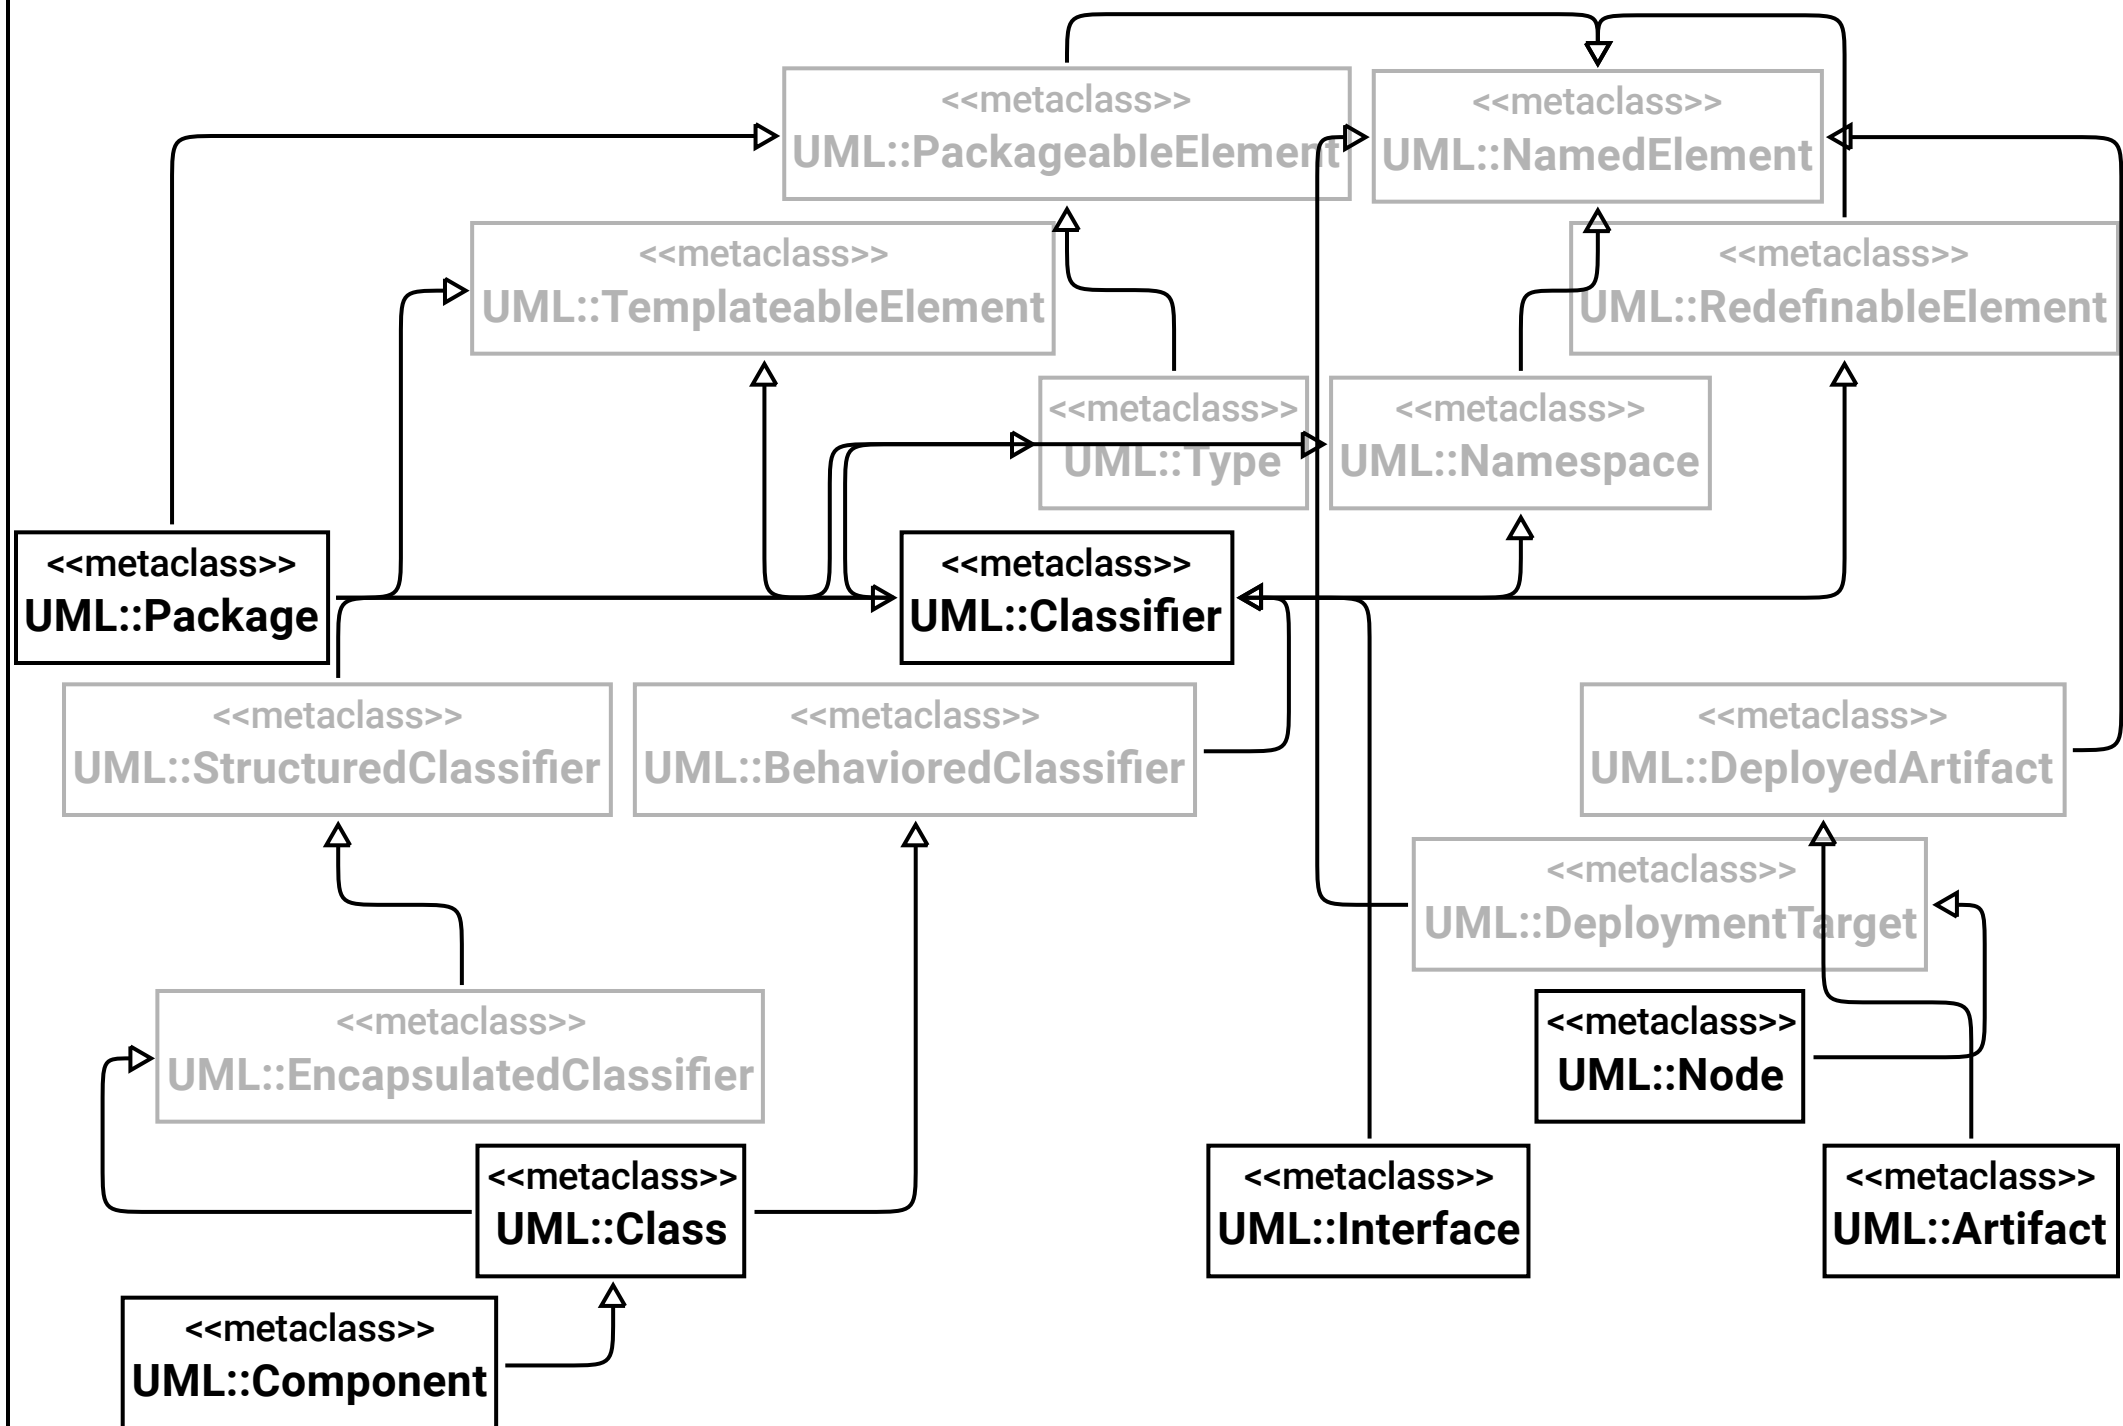 <<metaclass>>
UML::PackageableElement
<<metaclass>>
UML::NamedElement
<<metaclass>>
UML::TemplateableElement
<<metaclass>>
UML::RedefinableElement
<<metaclass>>
UML::Type
<<metaclass>>
UML::Namespace
<<metaclass>>
UML::Package
<<metaclass>>
UML::Classifier
<<metaclass>>
UML::StructuredClassifier
<<metaclass>>
UML::BehavioredClassifier
<<metaclass>>
UML::DeployedArtifact
<<metaclass>>
UML::DeploymentTarget
<<metaclass>>
UML::EncapsulatedClassifier
<<metaclass>>
UML::Node
<<metaclass>>
UML::Class
<<metaclass>>
UML::Interface
<<metaclass>>
UML::Artifact
<<metaclass>>
UML::Component